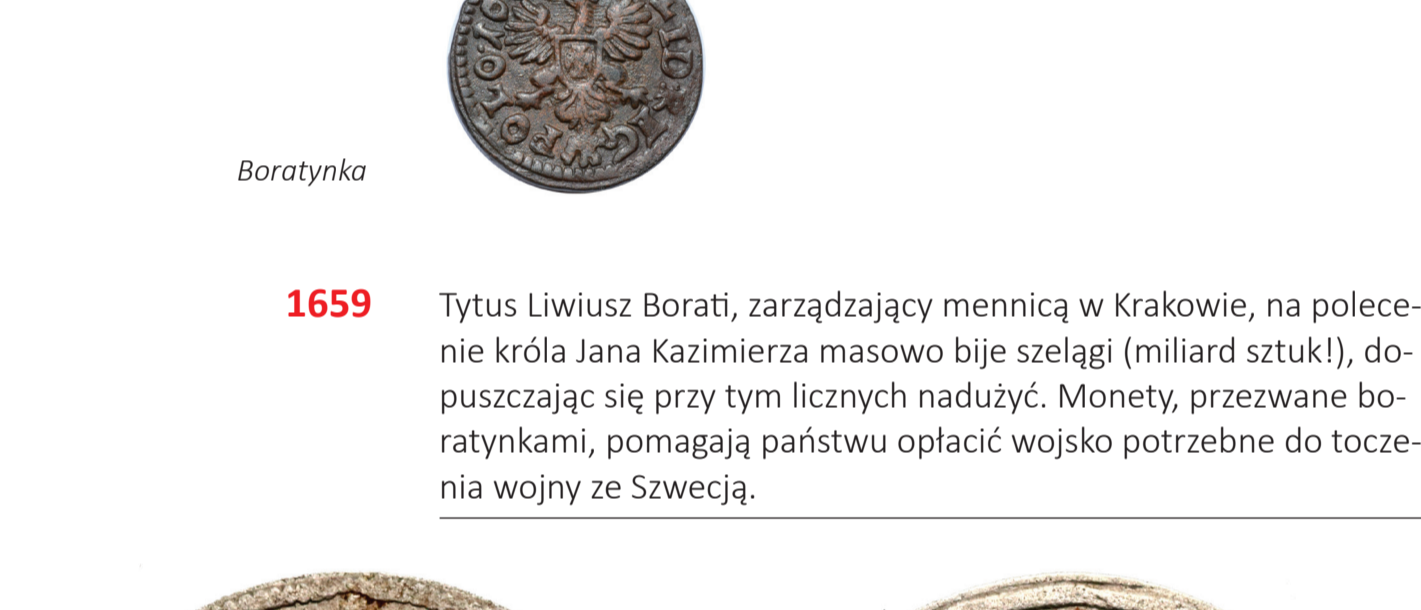 Boratynka
1659
Tytus Liwiusz Borati, zarządzający mennicą w Krakowie, na polece-
nie króla Jana Kazimierza masowo bije szelągi (miliard sztuk!), do-
puszczając się przy tym licznych nadużyć. Monety, przezwane bo-
ratynkami, pomagają państwu opłacić wojsko potrzebne do tocze-
nia wojny ze Szwecją.